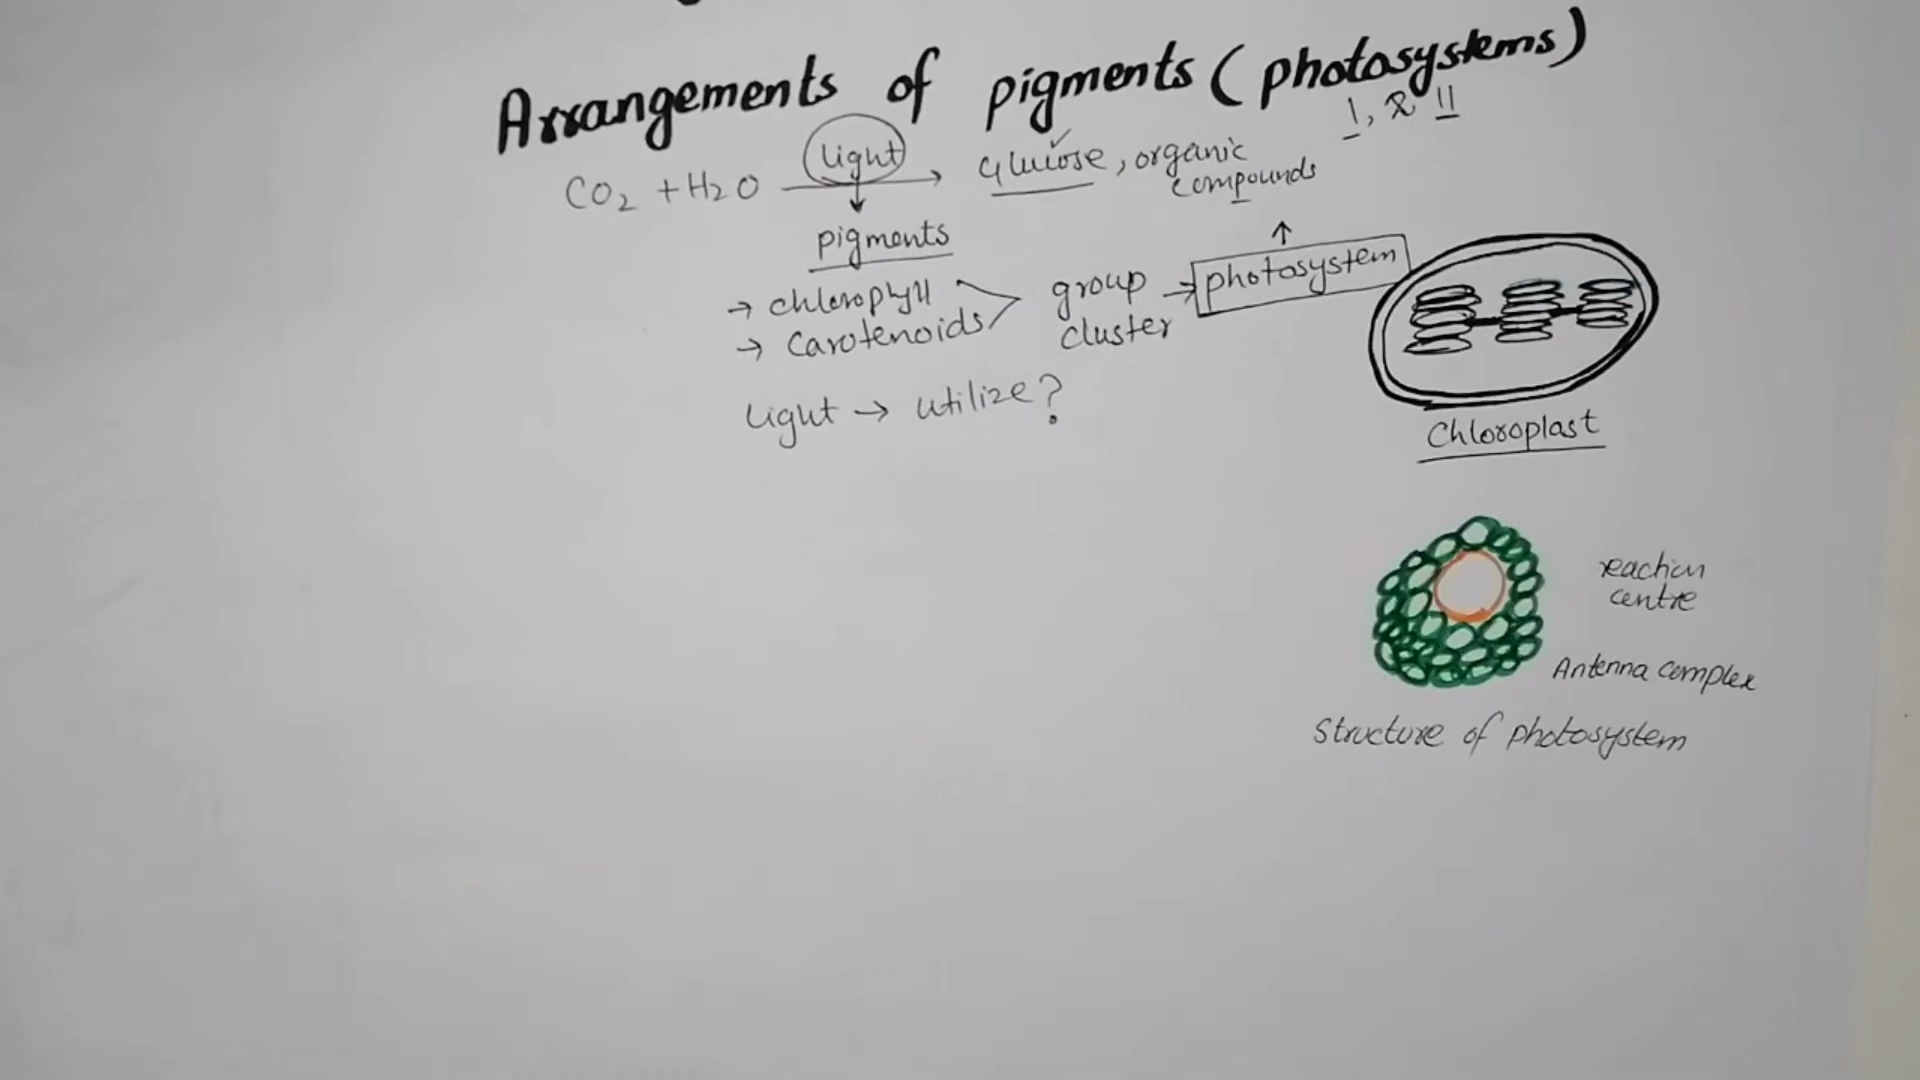 Arrangements of pigments (photosystems)
I, & II
CO2 + H2O light → Glucose, organic
compounds
pigments
→ chlorophyll
→ carotenoids
group
cluster
→ photosystem
light → utilize?
Chloroplast
reaction
centre
Antenna complex
Structure of photosystem